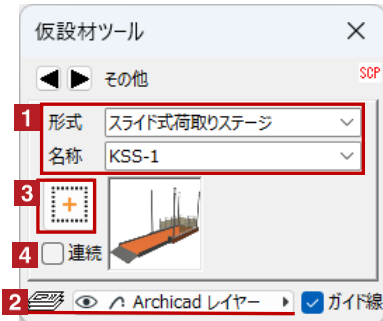 仮設材ツール
その他
SCP
1 形式 スライド式荷取りステージ
名称 KSS-1
3
4 連続
2 Archicad レイヤー ガイド線